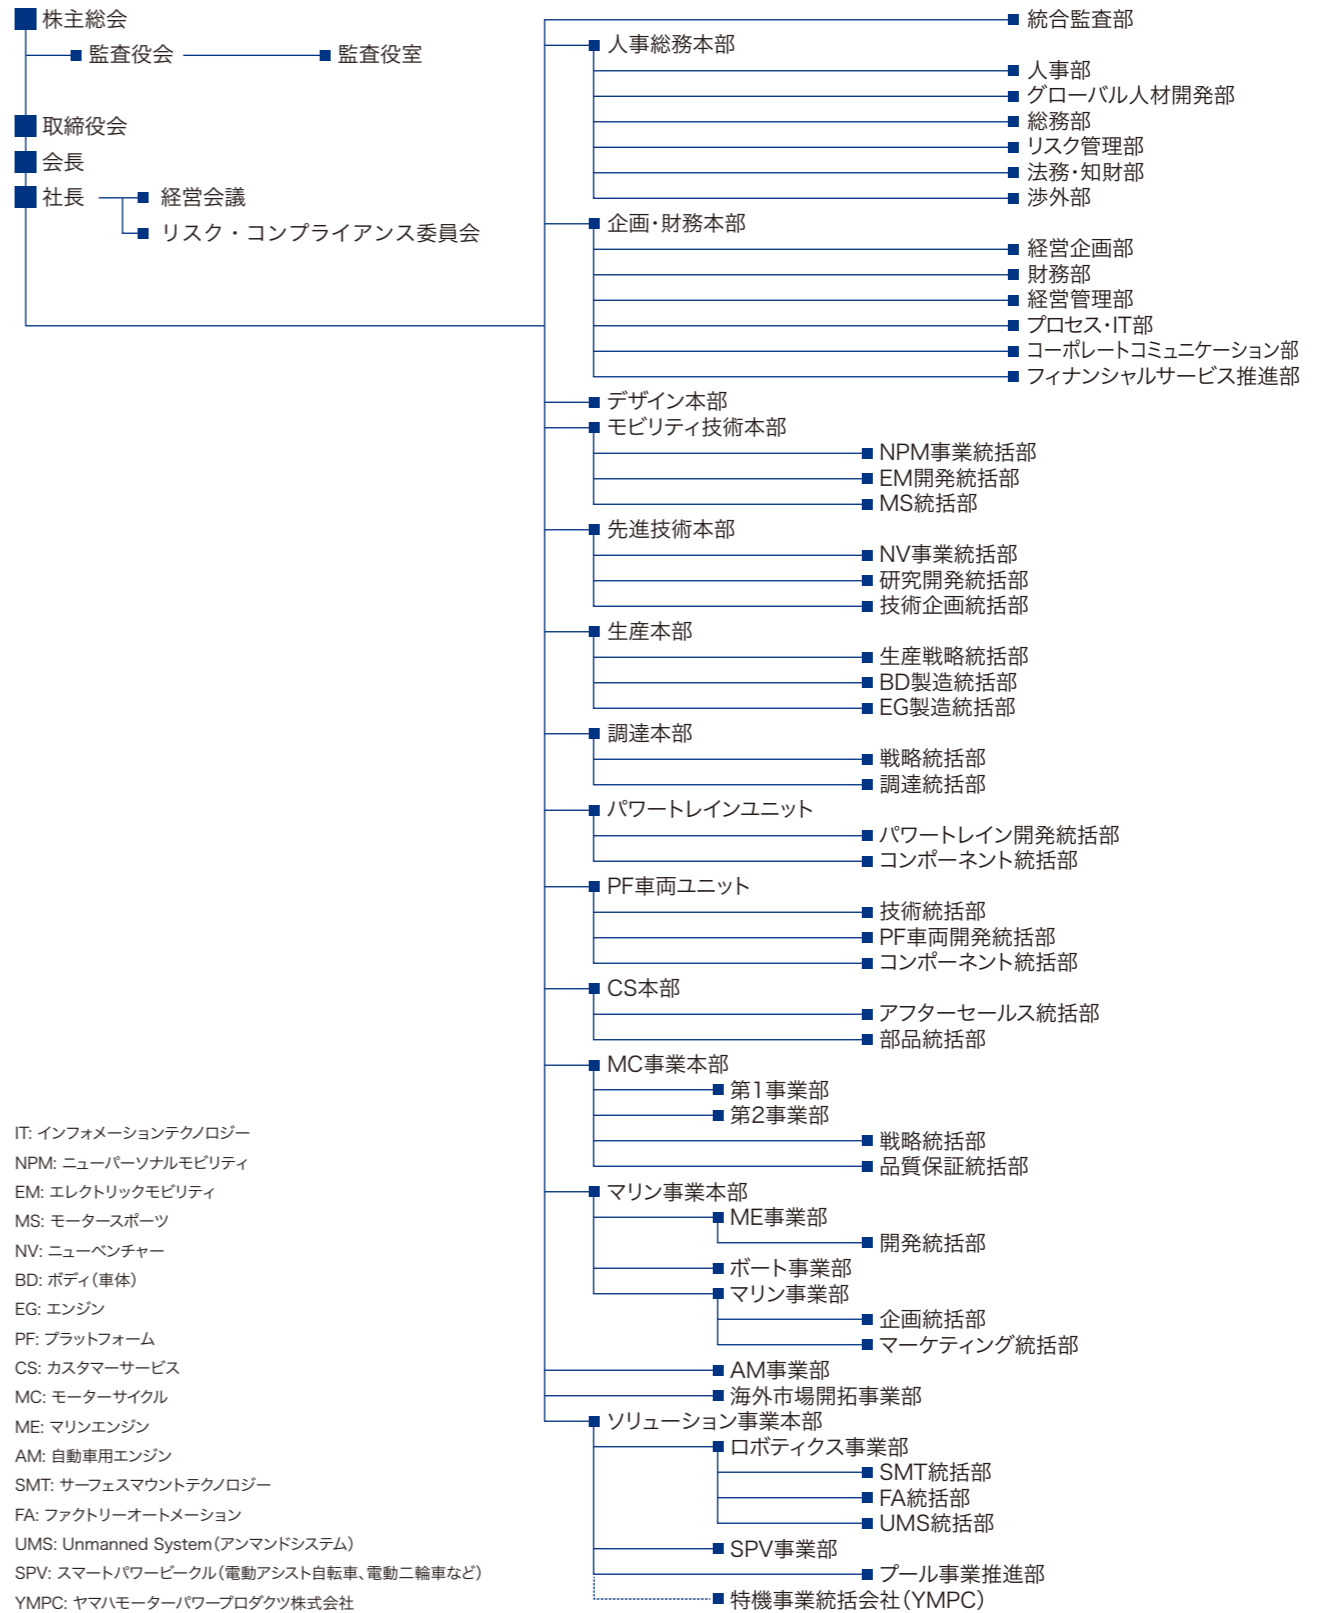 株主総会
監査役会
監査役室
取締役会
会長
社長
経営会議
リスク・コンプライアンス委員会
統合監査部
人事総務本部
人事部
グローバル人材開発部
総務部
リスク管理部
法務・知財部
渉外部
企画・財務本部
経営企画部
財務部
経営管理部
プロセス・IT部
コーポレートコミュニケーション部
フィナンシャルサービス推進部
デザイン本部
モビリティ技術本部
NPM事業統括部
EM開発統括部
MS統括部
先進技術本部
NV事業統括部
研究開発統括部
技術企画統括部
生産本部
生産戦略統括部
BD製造統括部
EG製造統括部
調達本部
戦略統括部
調達統括部
パワートレインユニット
パワートレイン開発統括部
コンポーネント統括部
PF車両ユニット
技術統括部
PF車両開発統括部
コンポーネント統括部
CS本部
アフターセールス統括部
部品統括部
MC事業本部
第1事業部
第2事業部
戦略統括部
品質保証統括部
マリン事業本部
ME事業部
開発統括部
ボート事業部
マリン事業部
企画統括部
マーケティング統括部
AM事業部
海外市場開拓事業部
ソリューション事業本部
ロボティクス事業部
SMT統括部
FA統括部
UMS統括部
SPV事業部
プール事業推進部
特機事業統括会社(YMPC)
IT: インフォメーションテクノロジー
NPM: ニューパーソナルモビリティ
EM: エレクトリックモビリティ
MS: モータースポーツ
NV: ニューベンチャー
BD: ボディ(車体)
EG: エンジン
PF: プラットフォーム
CS: カスタマーサービス
MC: モーターサイクル
ME: マリンエンジン
AM: 自動車用エンジン
SMT: サーフェスマウントテクノロジー
FA: ファクトリーオートメーション
UMS: Unmanned System(アンマンドシステム)
SPV: スマートパワービークル(電動アシスト自転車、電動二輪車など)
YMPC: ヤマハモーターパワープロダクツ株式会社